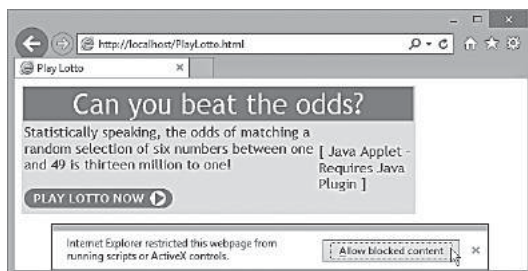 http://localhost/PlayLotto.html
Play Lotto
Can you beat the odds?
Statistically speaking, the odds of matching a
random selection of six numbers between one
and 49 is thirteen million to one!
[ Java Applet -
Requires Java
Plugin ]
PLAY LOTTO NOW
Internet Explorer restricted this webpage from
running scripts or ActiveX controls.
Allow blocked content